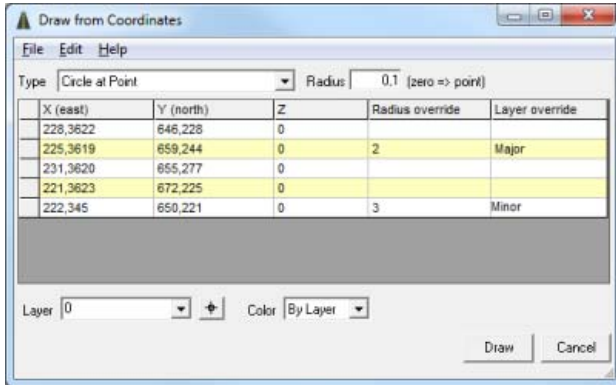 Draw from Coordinates
File Edit Help
Type Circle at Point Radius 0,1 (zero => point)
X (east) Y (north) Z Radius override Layer override
228,3622 646,228 0
225,3619 659,244 0 2 Major
231,3620 655,277 0
221,3623 672,225 0
222,345 650,221 0 3 Minor
Layer 0 Color By Layer
Draw Cancel